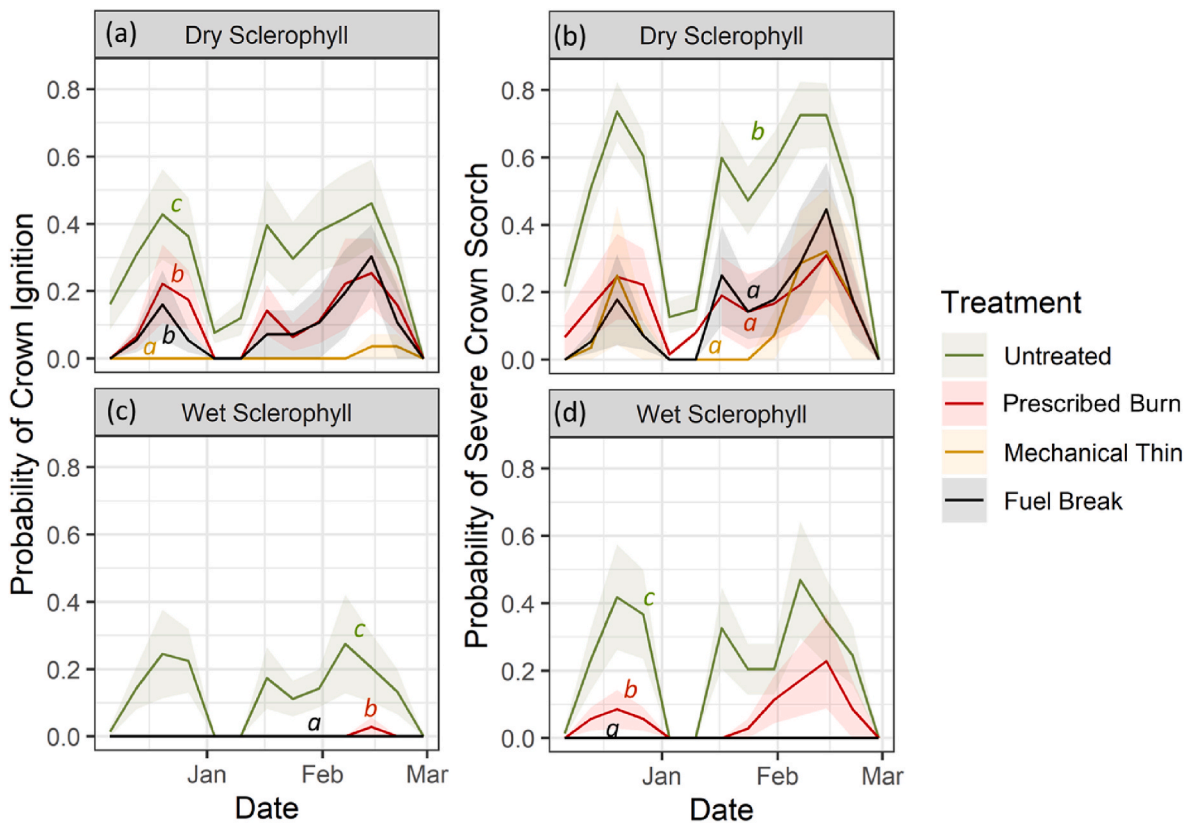 (a) Dry Sclerophyll
(b) Dry Sclerophyll
Probability of Crown Ignition
0.8
0.6
0.4
0.2
0.0
c
b
b
a
Probability of Severe Crown Scorch
0.8
0.6
0.4
0.2
0.0
b
a
a
a
(c) Wet Sclerophyll
(d) Wet Sclerophyll
0.8
0.6
0.4
0.2
0.0
c
a
b
Jan Feb Mar
Date
0.8
0.6
0.4
0.2
0.0
c
b
a
Jan Feb Mar
Date
Treatment
Untreated
Prescribed Burn
Mechanical Thin
Fuel Break